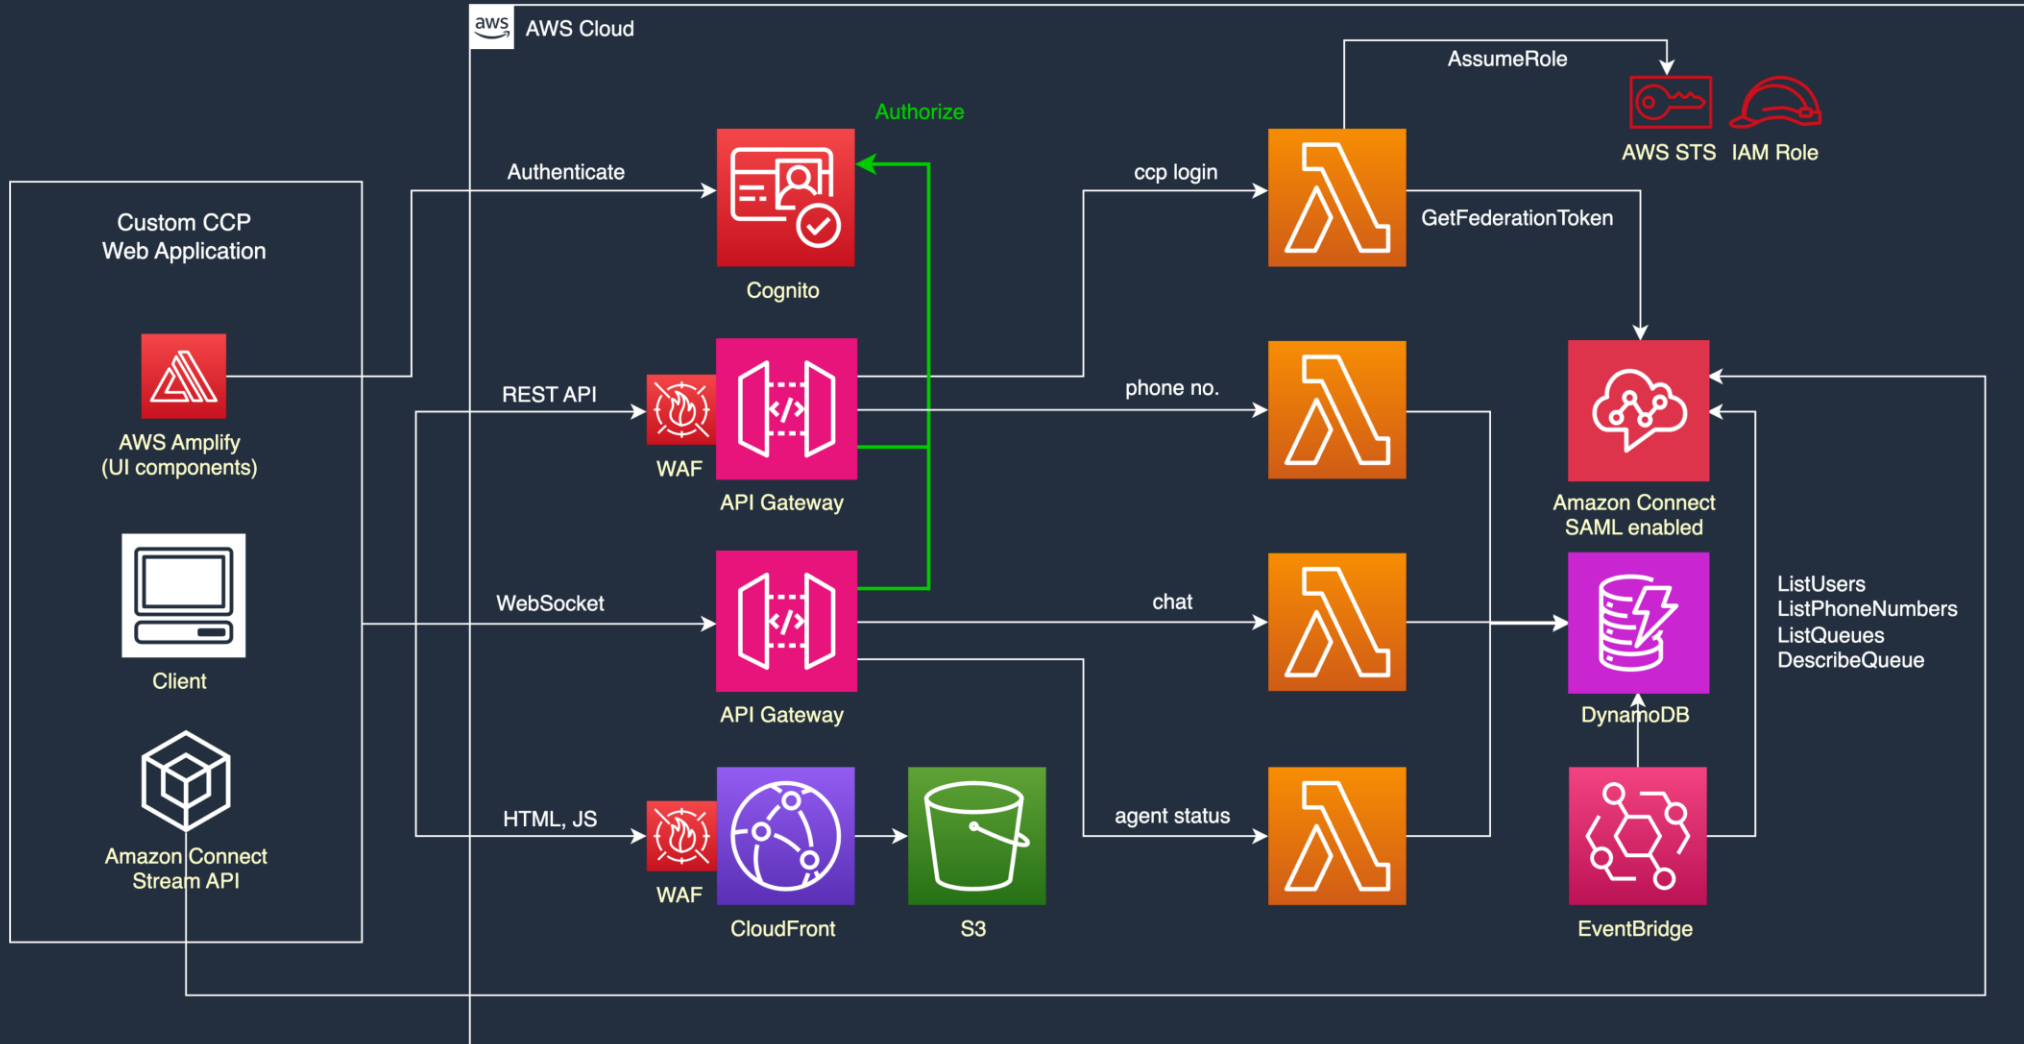 aws
AWS Cloud
AssumeRole
AWS STS
IAM Role
Authorize
Authenticate
ccp login
GetFederationToken
Custom CCP
Web Application
Cognito
REST API
phone no.
AWS Amplify
(UI components)
WAF
API Gateway
Amazon Connect
SAML enabled
WebSocket
chat
ListUsers
ListPhoneNumbers
ListQueues
DescribeQueue
Client
API Gateway
DynamoDB
HTML, JS
agent status
Amazon Connect
Stream API
WAF
CloudFront
S3
EventBridge